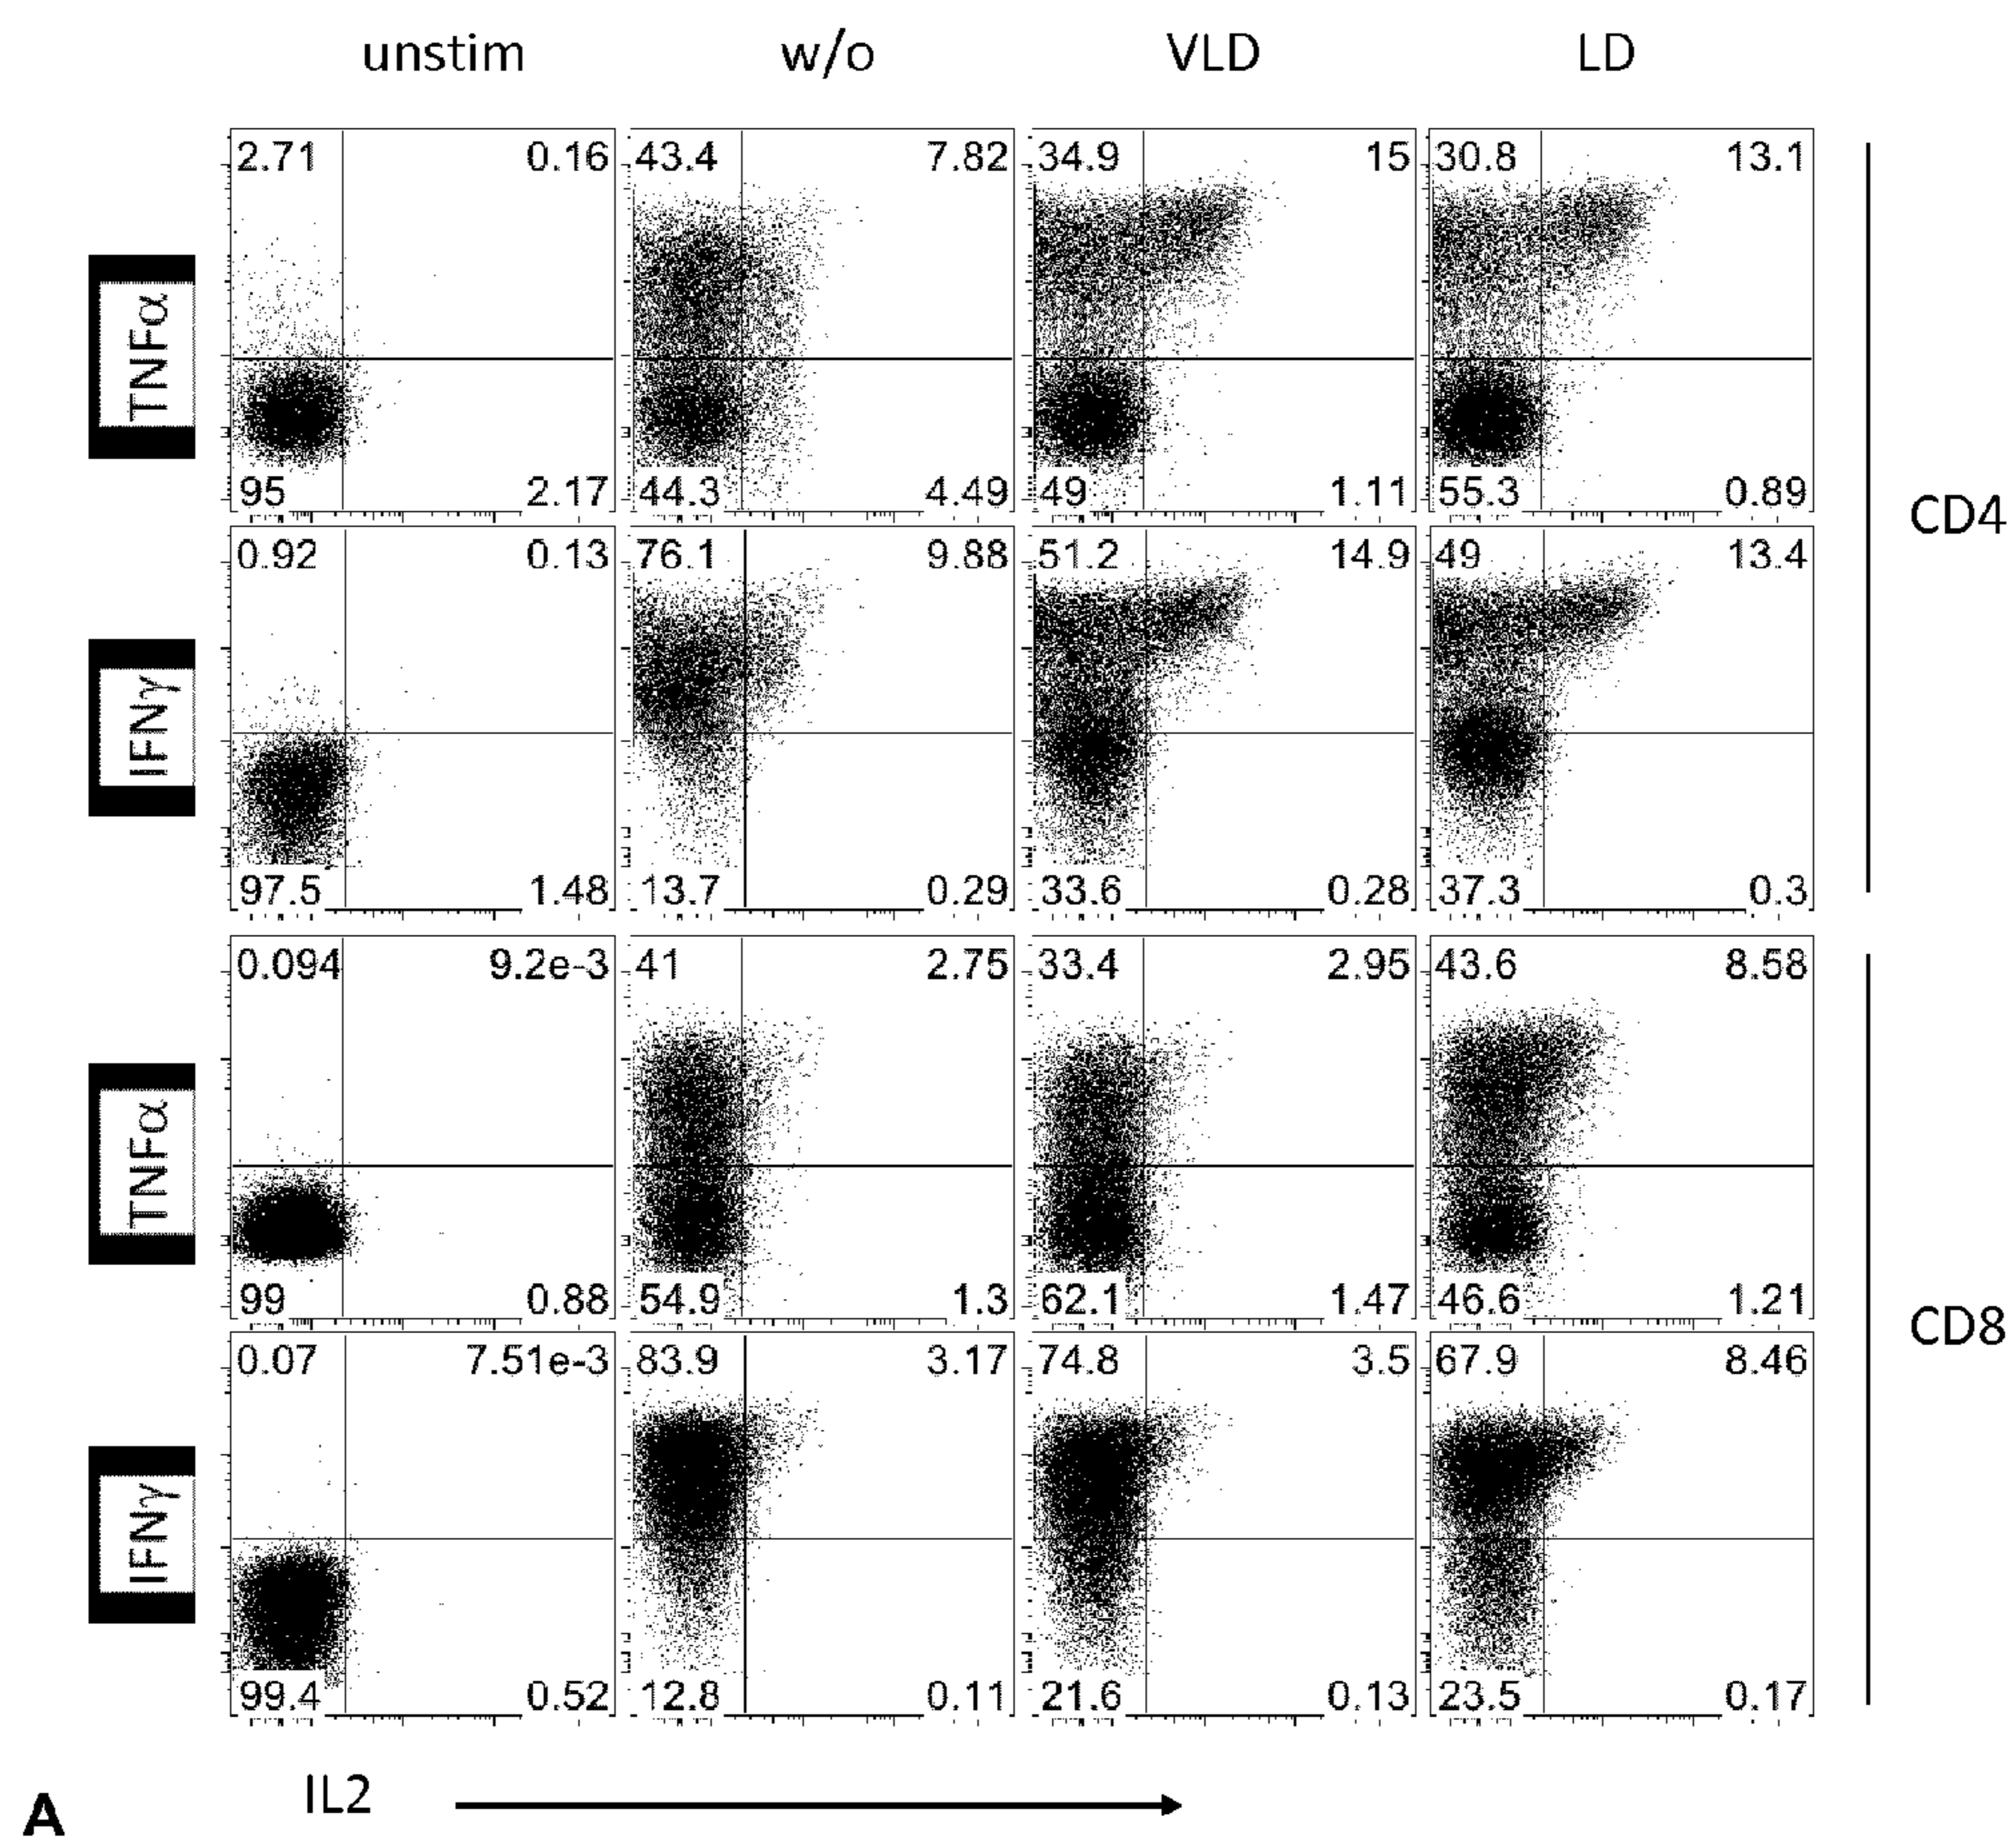 unstim w/o VLD LD
2.71 0.16 43.4 7.82 34.9 15 30.8 13.1
TNFα
95 2.17 44.3 4.49 49 1.11 55.3 0.89
CD4
0.92 0.13 76.1 9.88 51.2 14.9 49 13.4
IFNγ
97.5 1.48 13.7 0.29 33.6 0.28 37.3 0.3
0.094 9.2e-3 41 2.75 33.4 2.95 43.6 8.58
TNFα
99 0.88 54.9 1.3 62.1 1.47 46.6 1.21
CD8
0.07 7.51e-3 83.9 3.17 74.8 3.5 67.9 8.46
IFNγ
99.4 0.52 12.8 0.11 21.6 0.13 23.5 0.17
IL2
A